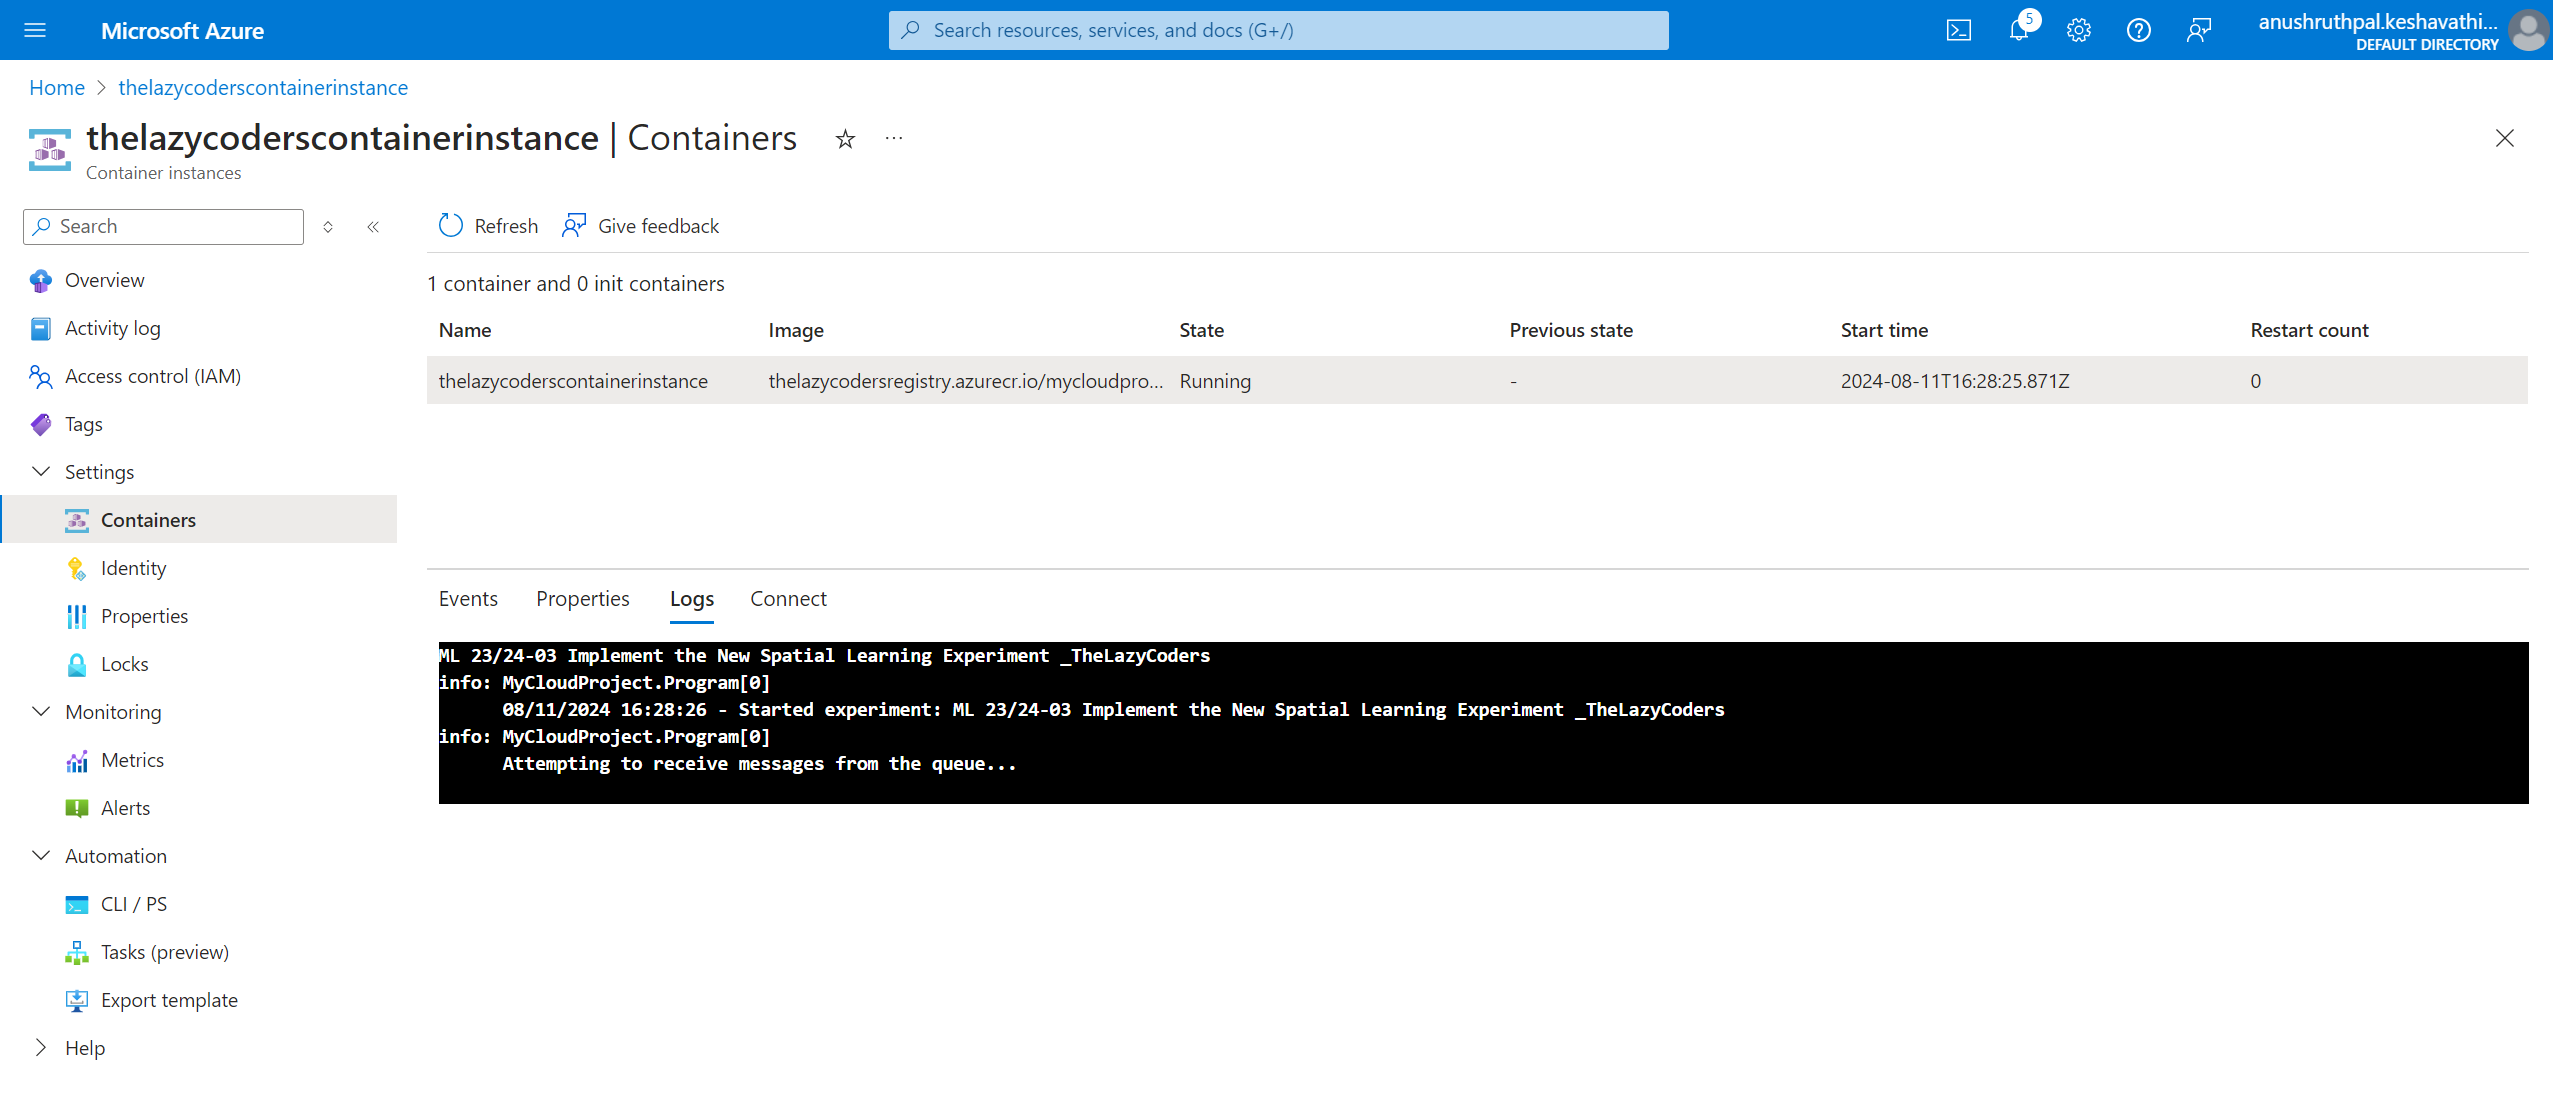 Microsoft Azure
Search resources, services, and docs (G+/)
5
anushruthpal.keshavathi...
DEFAULT DIRECTORY
Home > thelazycoderscontainerinstance
thelazycoderscontainerinstance | Containers
Container instances
Search
Refresh
Give feedback
Overview
Activity log
Access control (IAM)
Tags
Settings
Containers
Identity
Properties
Locks
Monitoring
Metrics
Alerts
Automation
CLI / PS
Tasks (preview)
Export template
Help
1 container and 0 init containers
Name Image State Previous state Start time Restart count
thelazycoderscontainerinstance thelazycodersregistry.azurecr.io/mycloudpro... Running - 2024-08-11T16:28:25.871Z 0
Events Properties Logs Connect
ML 23/24-03 Implement the New Spatial Learning Experiment _TheLazyCoders
info: MyCloudProject.Program[0]
08/11/2024 16:28:26 - Started experiment: ML 23/24-03 Implement the New Spatial Learning Experiment _TheLazyCoders
info: MyCloudProject.Program[0]
Attempting to receive messages from the queue...